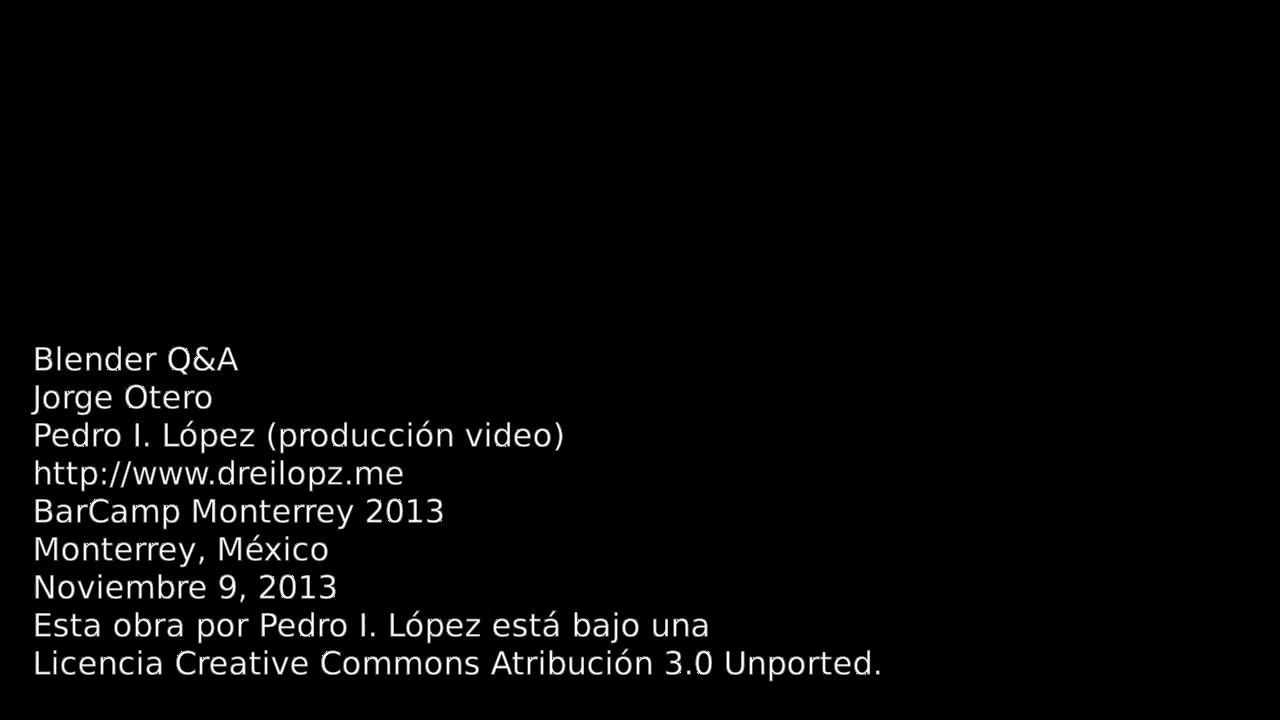 Blender Q&A
Jorge Otero
Pedro I. López (producción video)
http://www.dreilopz.me
BarCamp Monterrey 2013
Monterrey, México
Noviembre 9, 2013
Esta obra por Pedro I. López está bajo una
Licencia Creative Commons Atribución 3.0 Unported.